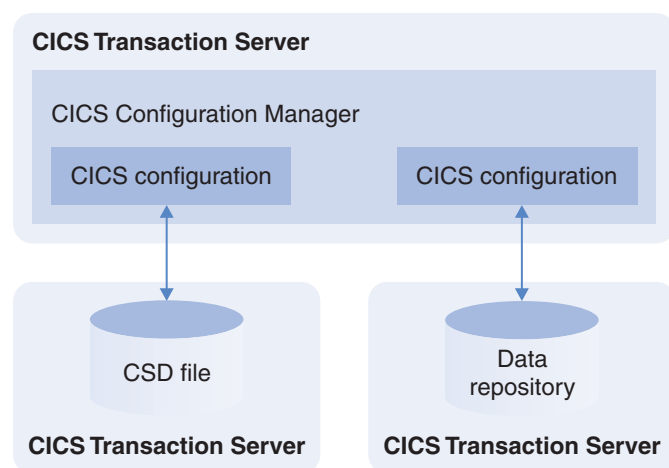 CICS Transaction Server
CICS Configuration Manager
CICS configuration
CICS configuration
CSD file
Data
repository
CICS Transaction Server
CICS Transaction Server